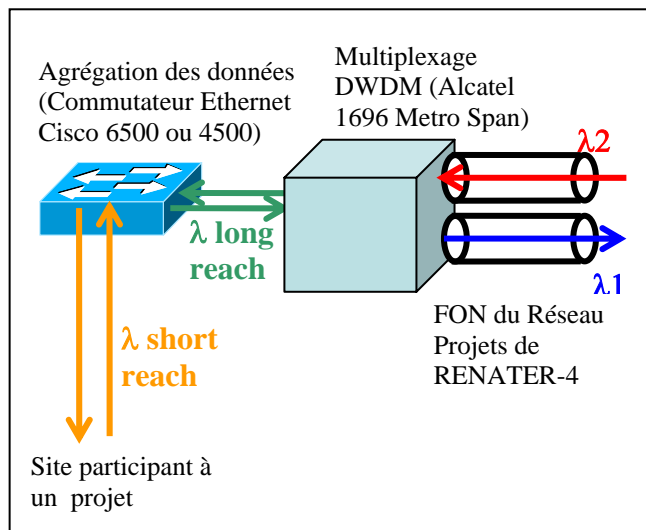 Agrégation des données
(Commutateur Ethernet
Cisco 6500 ou 4500)
Multiplexage
DWDM (Alcatel
1696 Metro Span)
λ2
λ long
reach
λ1
λ short
reach
FON du Réseau
Projets de
RENATER-4
Site participant à
un projet